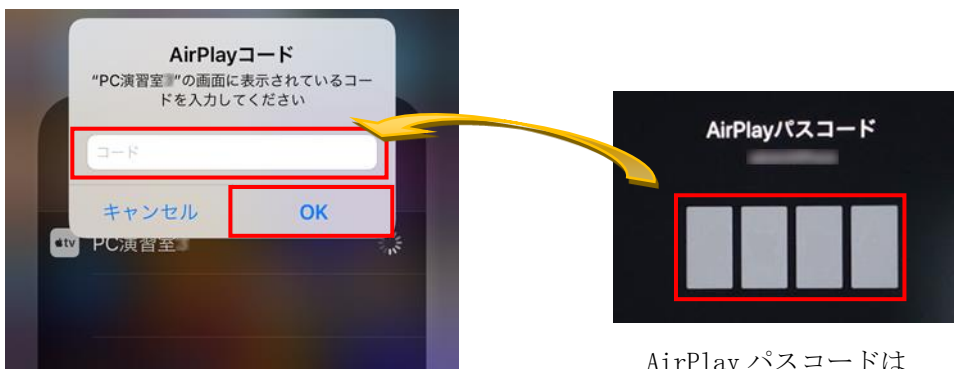 AirPlayコード
“PC演習室 ”の画面に表示されているコー
ドを入力してください
コード
キャンセル
OK
tv
PC演習室
AirPlayパスコード
AirPlay パスコードは